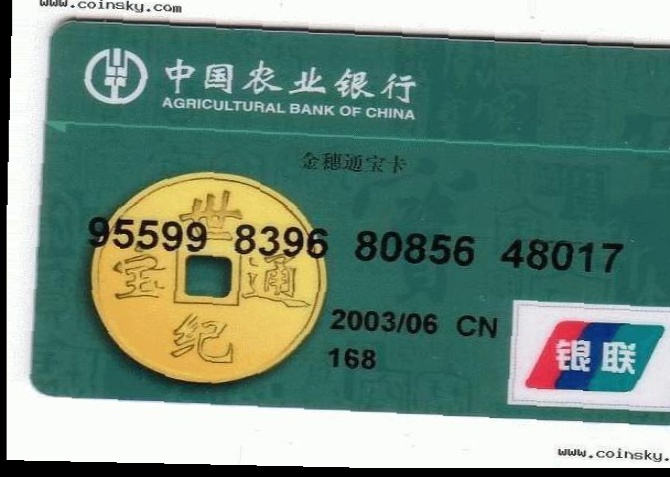 www.coinsky.com
中国农业银行
AGRICULTURAL BANK OF CHINA
金穗通宝卡
世
95599 8396 80856 48017
宝 通
纪
2003/06 CN
168
银联
www.coinsky.